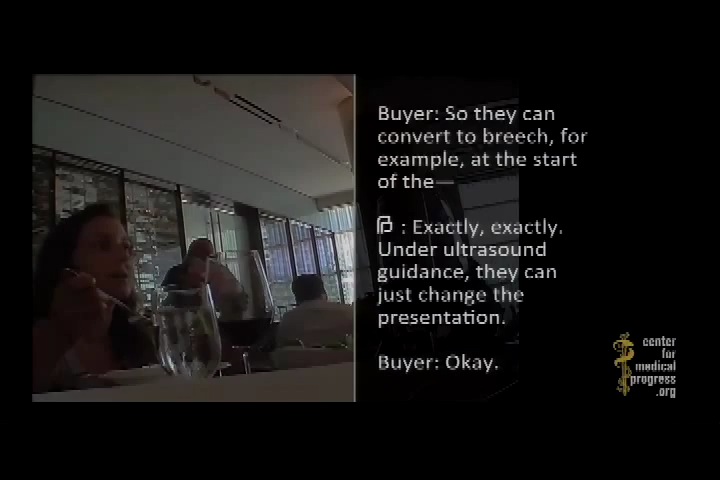 Buyer: So they can
convert to breech, for
example, at the start
of the—
: Exactly, exactly.
Under ultrasound
guidance, they can
just change the
presentation.
Buyer: Okay.
center
for
medical
progress
.org